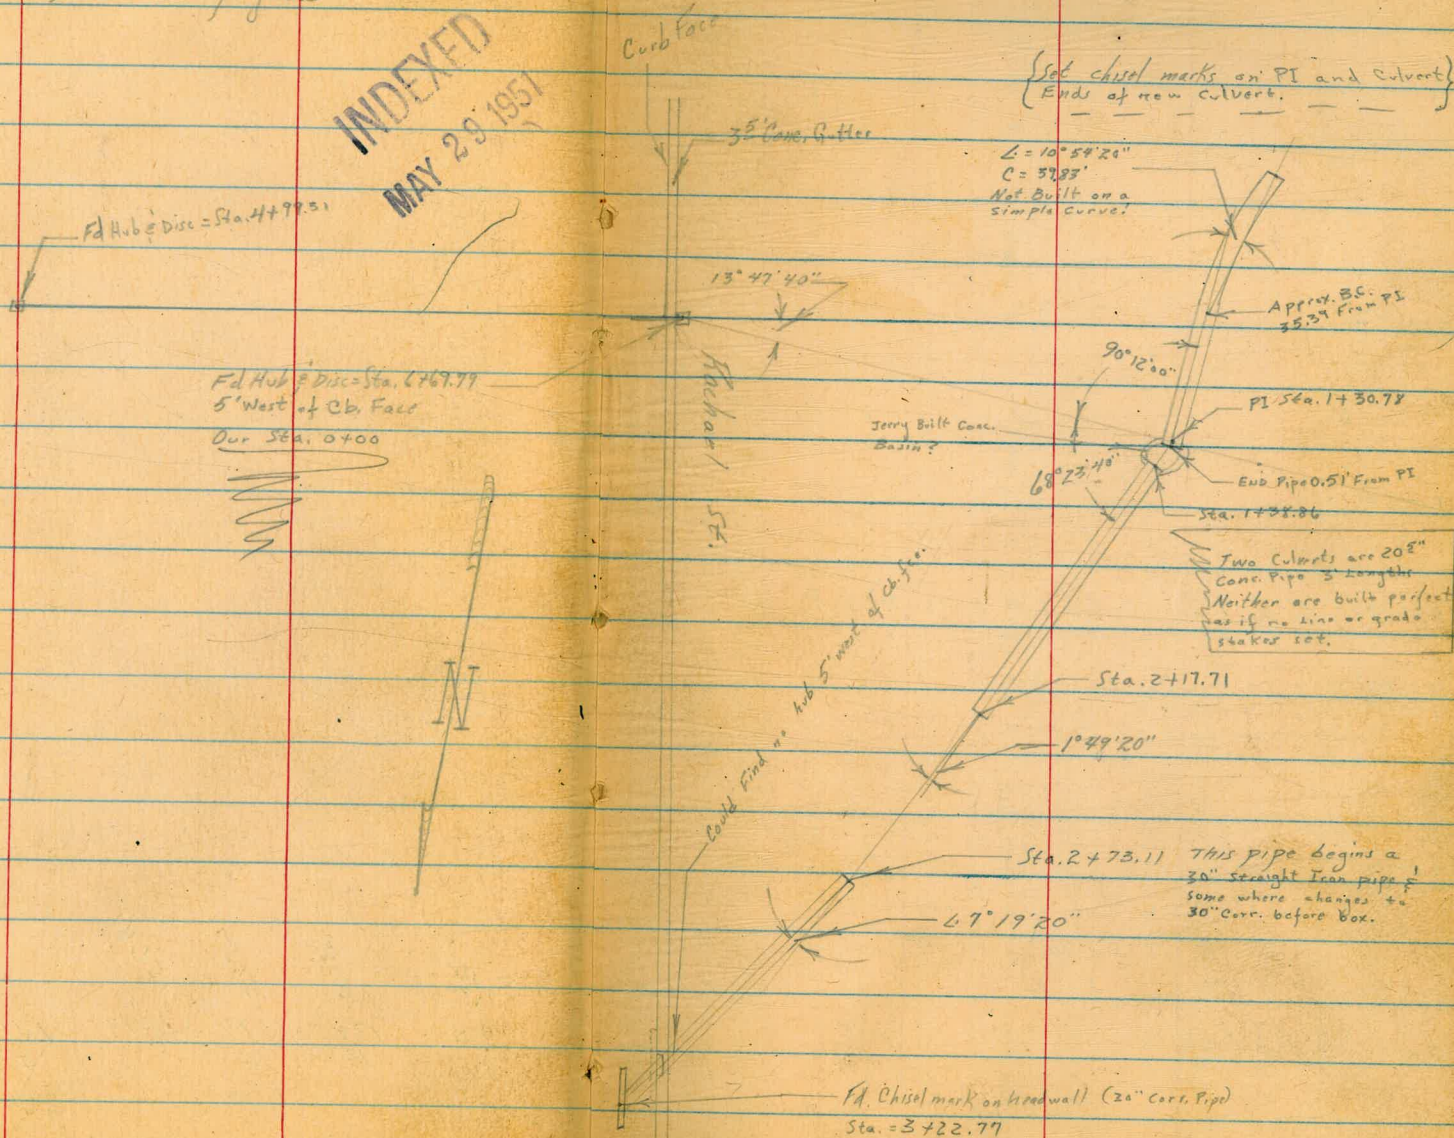 INDEXED
MAY 29 1951
Curb Face
{Set chisel marks on PI and Culvert}
{Ends of new Culvert.
3⁵' Conc. Gutter
∠ = 10° 54' 20"
C = 39.83'
Not Built on a
simple curve!
Fd Hub & Disc = Sta. 4+99.51
13° 47' 40"
Approx. B.C.
35.39 From PI
90° 12' 00"
Fd Hub & Disc = Sta. 6+69.79
5' West of Cb. Face
Our Sta. 0+00
Rachael St.
PI Sta. 1+30.78
Jerry Built Conc.
Basin?
68° 23' 40"
End Pipe 0.51' From PI
Sta. 1+38.86
Two Culverts are 20⁵"
Conc. Pipe 3' Lengths
Neither are built perfect
as if no Line or grade
stakes set.
N
Could Find no hub 5' west of Cb. fce.
Sta. 2+17.71
1° 49' 20"
Sta. 2+73.11 This pipe begins a
30" Straight Iron pipe &
some where changes to
30" Corr. before box.
∠ 7° 19' 20"
Fd. Chisel mark on headwall (20" Corr. Pipe)
Sta. = 3+22.77